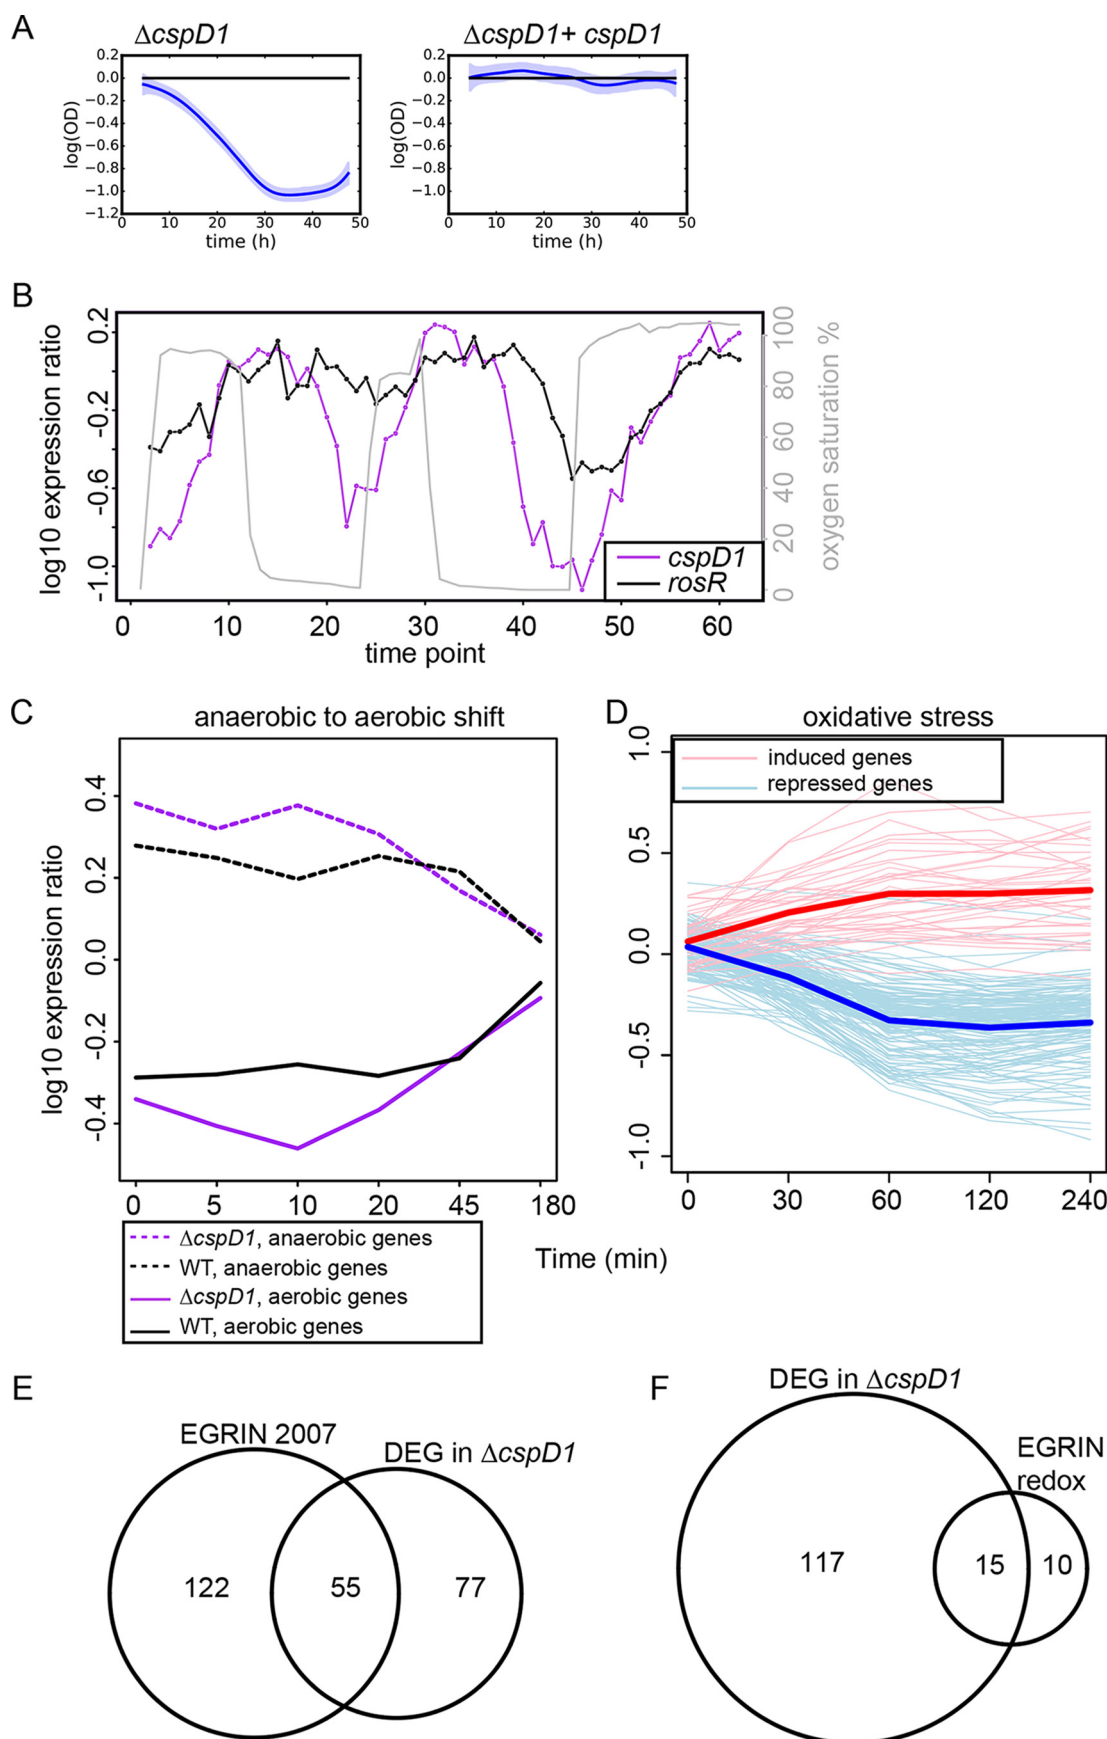 A
ΔcspD1
ΔcspD1+ cspD1
0.2
0.0
−0.2
−0.4
−0.6
−0.8
−1.0
−1.2
log(OD)
0 10 20 30 40 50
time (h)
0.2
0.0
−0.2
−0.4
−0.6
−0.8
−1.0
log(OD)
0 10 20 30 40 50
time (h)
B
log10 expression ratio
0.2
-0.2
-0.6
-1.0
0 10 20 30 40 50 60
time point
100
80
60
40
20
0
oxygen saturation %
cspD1
rosR
C
anaerobic to aerobic shift
log10 expression ratio
0.4
0.2
0.0
-0.2
-0.4
0 5 10 20 45 180
ΔcspD1, anaerobic genes
WT, anaerobic genes
ΔcspD1, aerobic genes
WT, aerobic genes
D
oxidative stress
induced genes
repressed genes
1.0
0.5
0.0
-0.5
-1.0
0 30 60 120 240
Time (min)
E
EGRIN 2007
DEG in ΔcspD1
122 55 77
F
DEG in ΔcspD1
EGRIN
redox
117 15 10